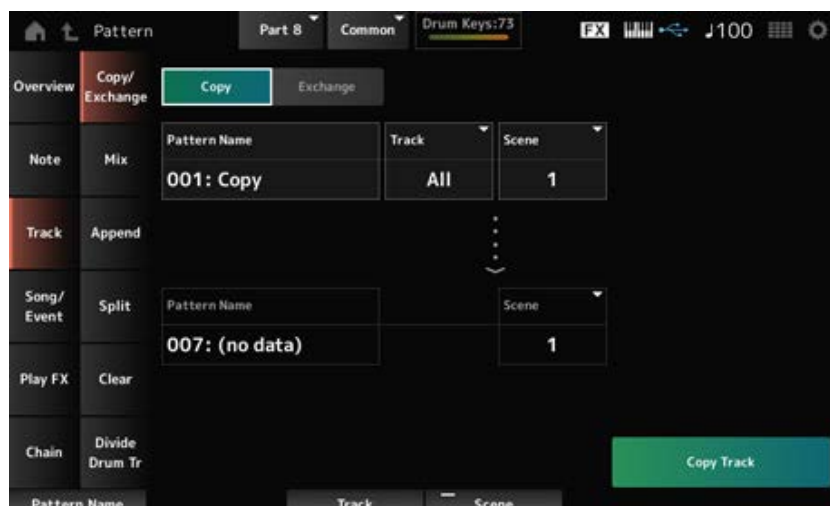 Pattern
Part 8
Common
Drum Keys:73
FX
♩100
Overview
Copy/
Exchange
Copy
Exchange
Note
Mix
Pattern Name
Track
Scene
001: Copy
All
1
Track
Append
Song/
Event
Split
Pattern Name
Scene
007: (no data)
1
Play FX
Clear
Chain
Divide
Drum Tr
Copy Track
Pattern Name
Track
Scene